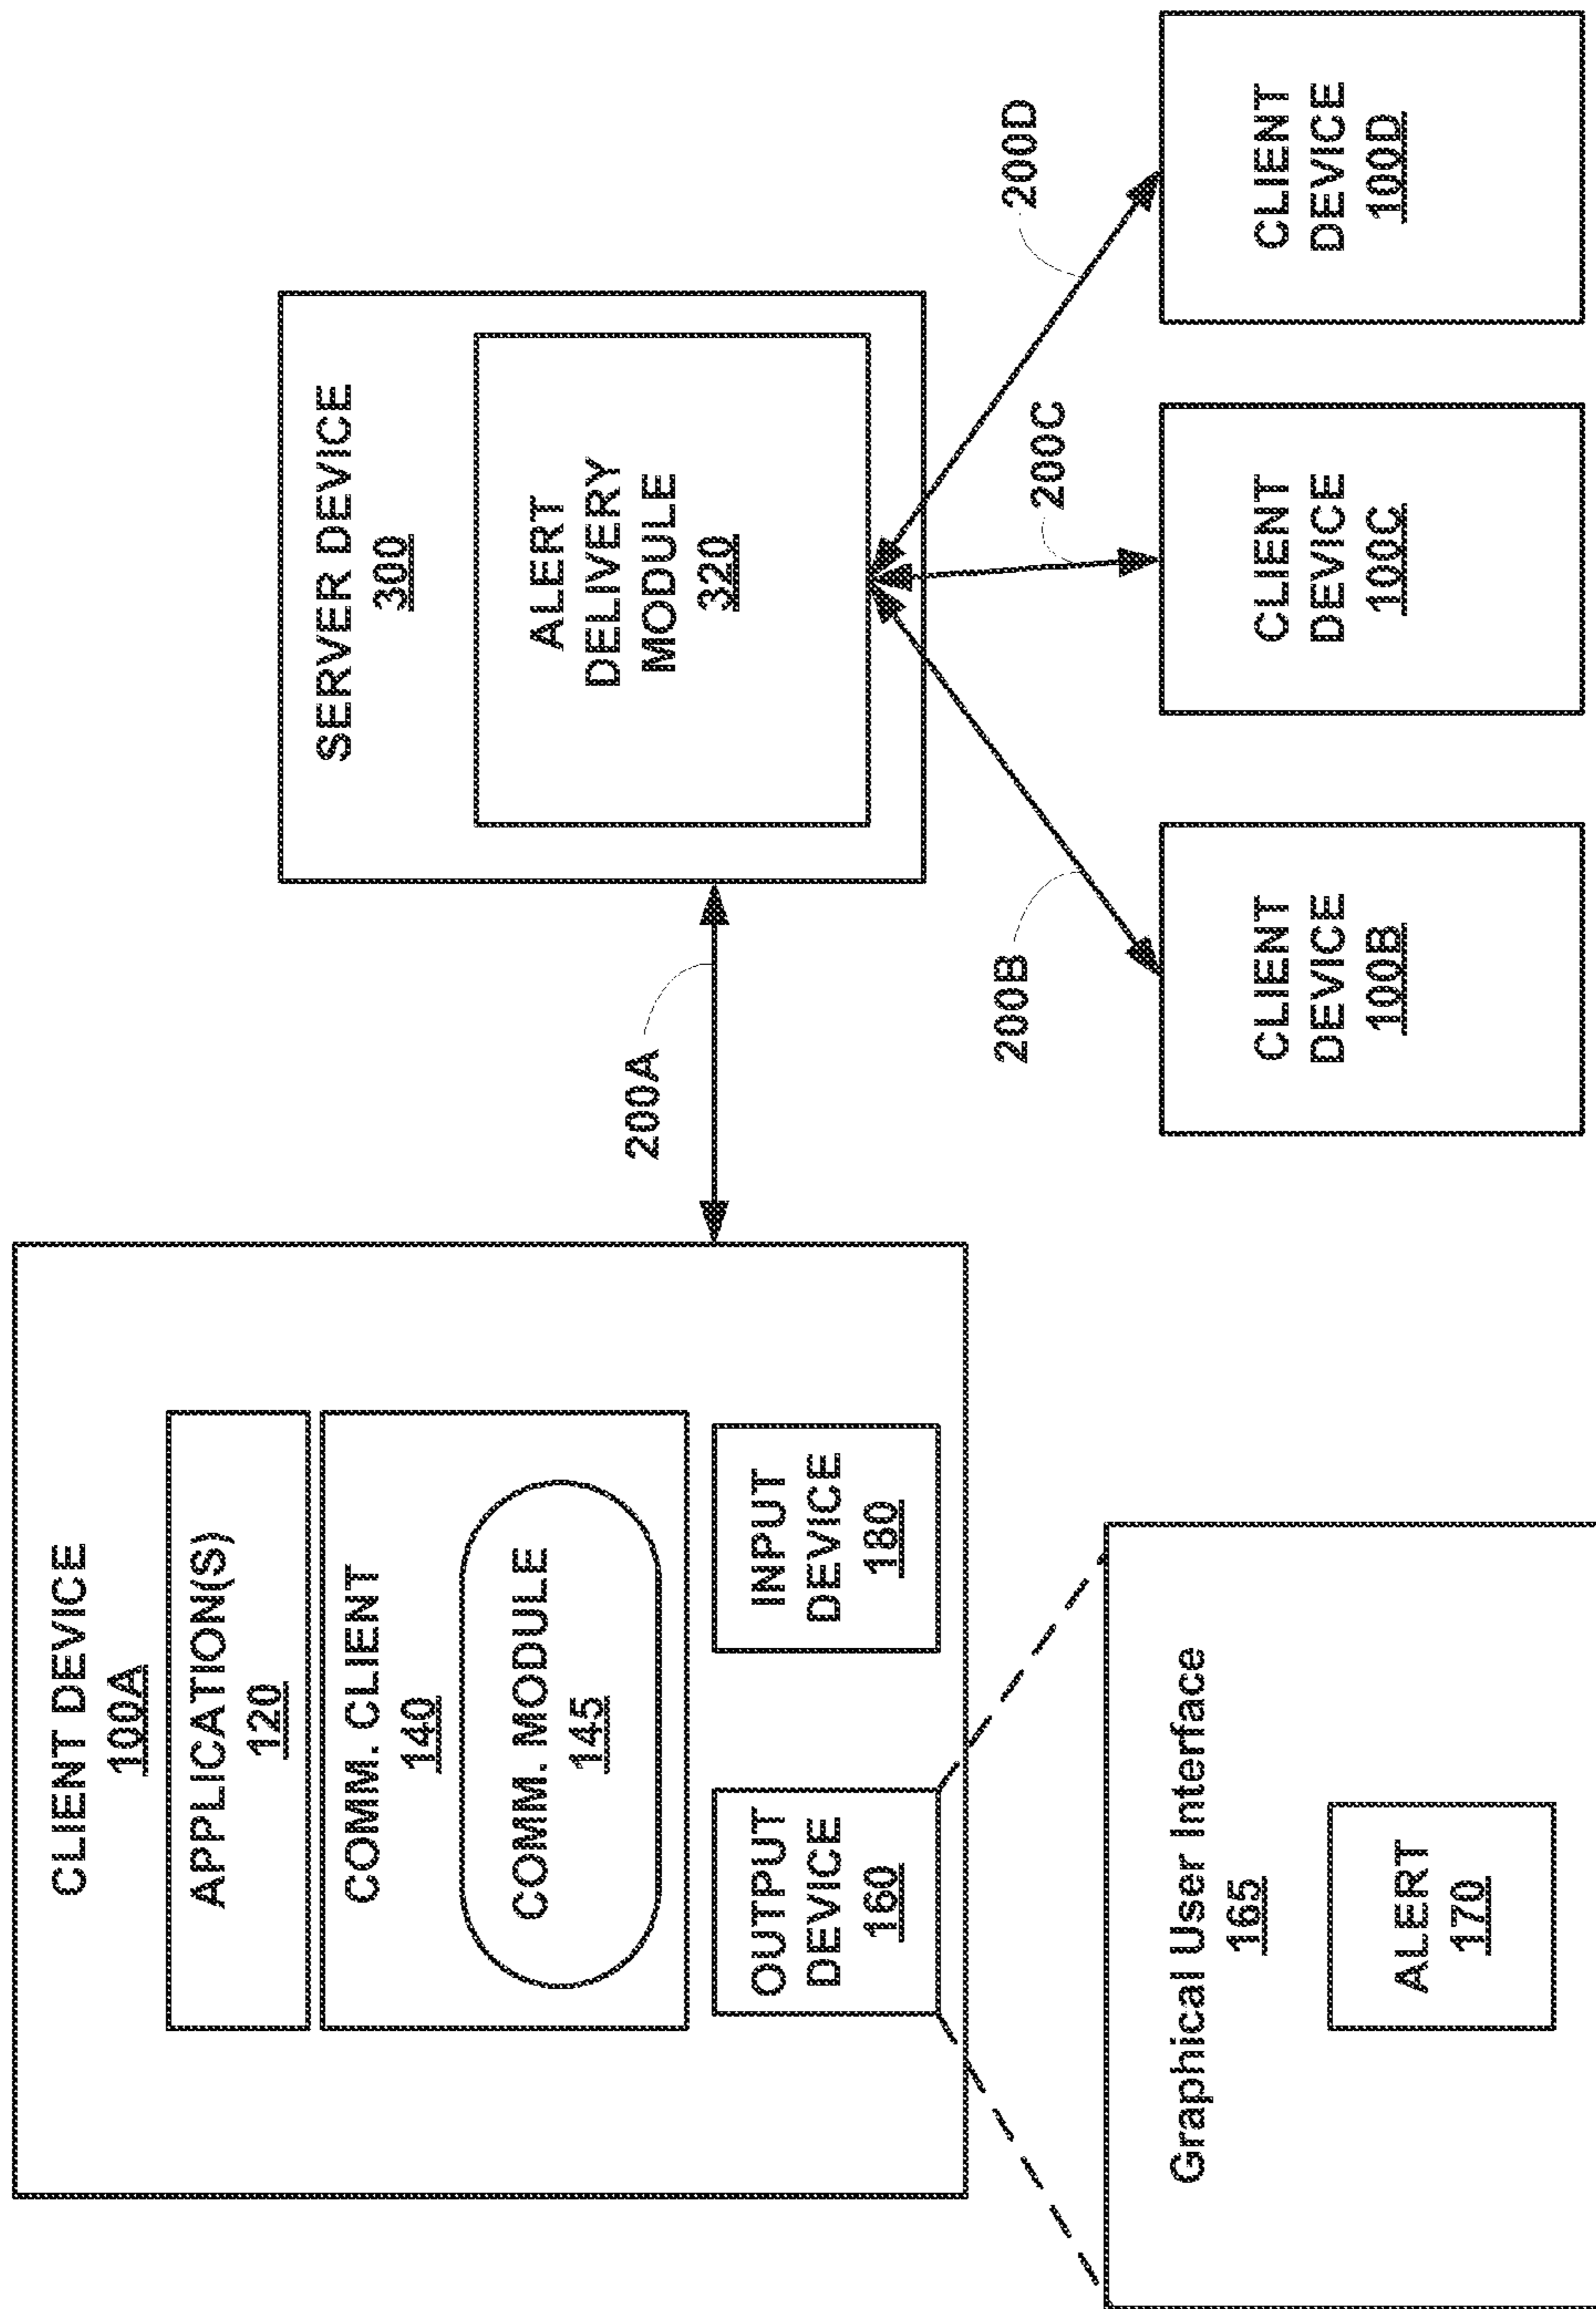 CLIENT DEVICE
100A
APPLICATION(S)
120
COMM. CLIENT
140
COMM. MODULE
145
OUTPUT
DEVICE
160
INPUT
DEVICE
180
Graphical User Interface
165
ALERT
170
200A
SERVER DEVICE
300
ALERT
DELIVERY
MODULE
320
200B
200C
200D
CLIENT
DEVICE
100B
CLIENT
DEVICE
100C
CLIENT
DEVICE
100D